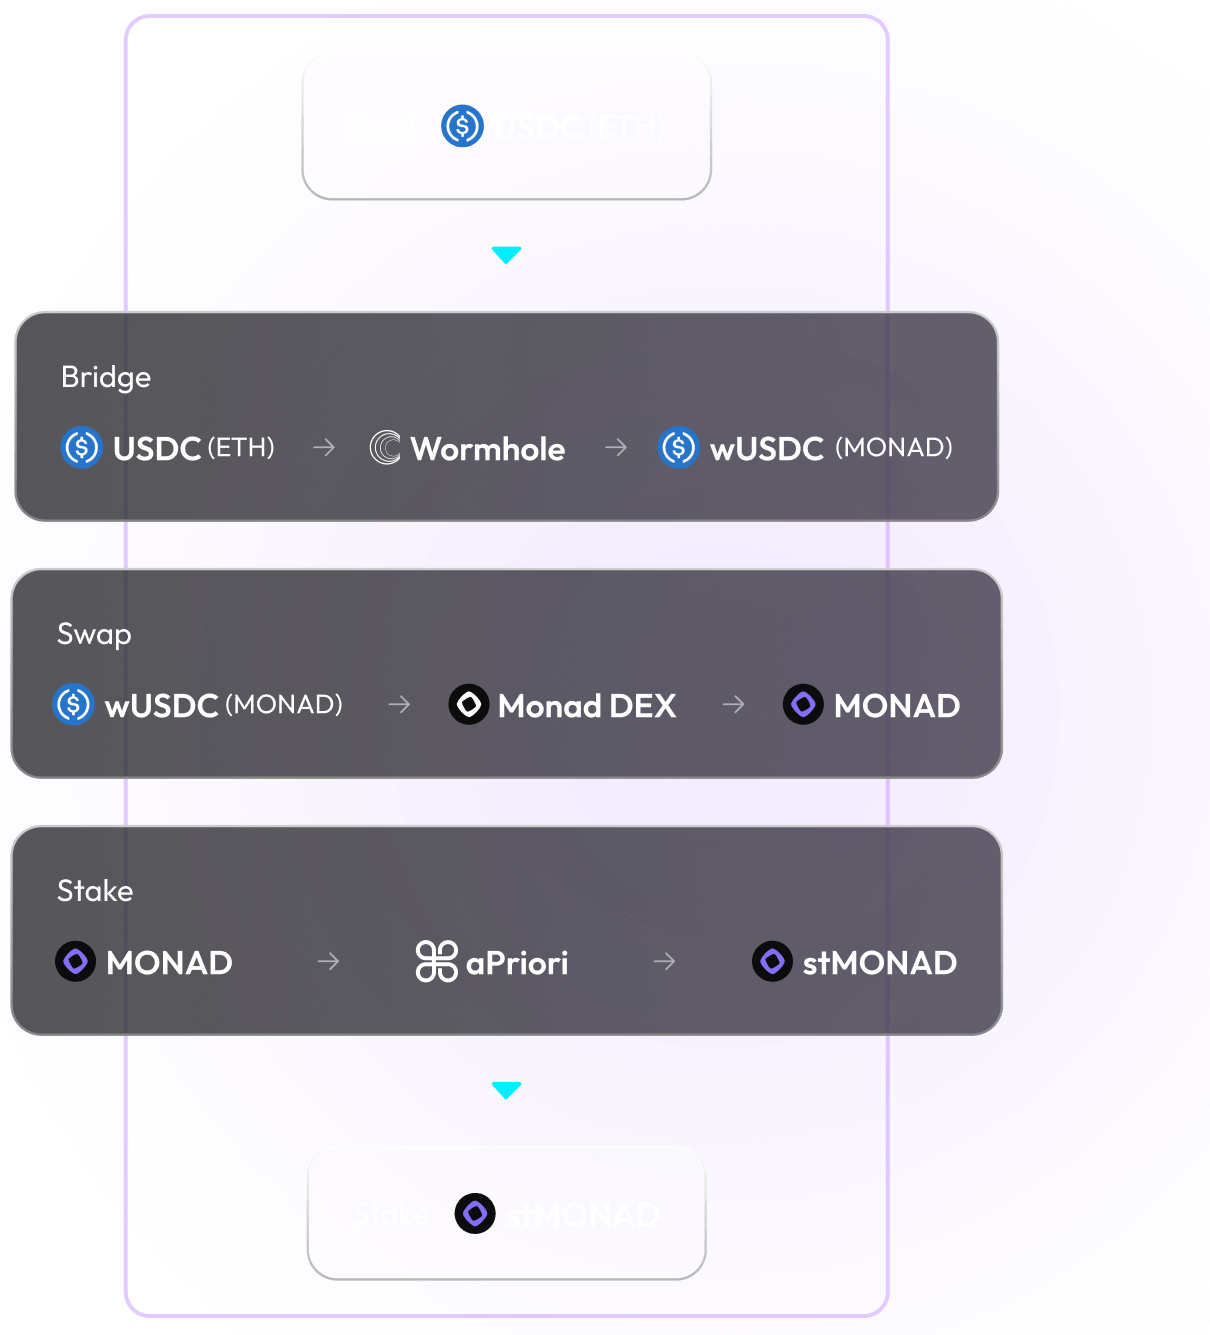 USDC (ETH)
Bridge
USDC (ETH) → Wormhole → wUSDC (MONAD)
Swap
wUSDC (MONAD) → Monad DEX → MONAD
Stake
MONAD → aPriori → stMONAD
Stake stMONAD